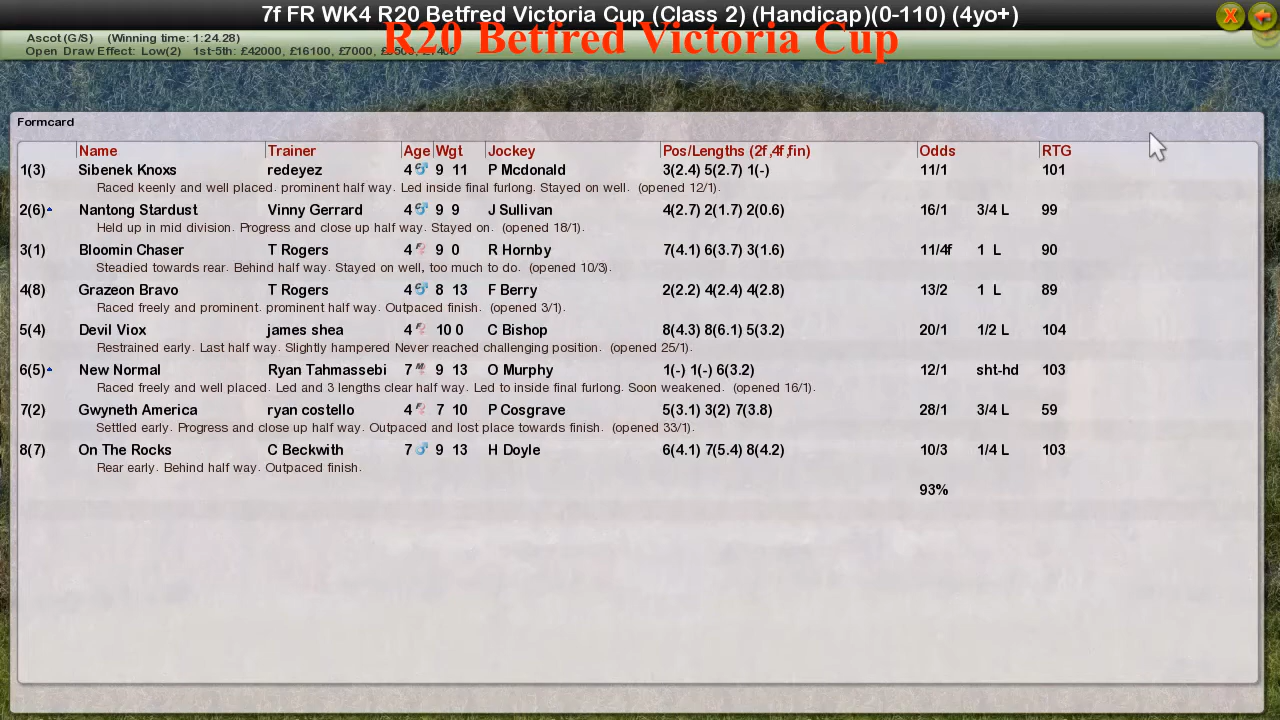 7f FR WK4 R20 Betfred Victoria Cup (Class 2) (Handicap)(0-110) (4yo+)
R20 Betfred Victoria Cup
Ascot(G/S) (Winning time: 1:24.28)
Open Draw Effect: Low(2) 1st-5th: £42000, £16100, £7000,
Formcard
Name Trainer Age Wgt Jockey Pos/Lengths (2f,4f,fin) Odds RTG
1(3) Sibenek Knoxs redeyez 4 9 11 P Mcdonald 3(2.4) 5(2.7) 1(-) 11/1 101
Raced keenly and well placed. prominent half way. Led inside final furlong. Stayed on well. (opened 12/1).
2(6) Nantong Stardust Vinny Gerrard 4 9 9 J Sullivan 4(2.7) 2(1.7) 2(0.6) 16/1 3/4 L 99
Held up in mid division. Progress and close up half way. Stayed on. (opened 18/1).
3(1) Bloomin Chaser T Rogers 4 9 0 R Hornby 7(4.1) 6(3.7) 3(1.6) 11/4f 1 L 90
Steadied towards rear. Behind half way. Stayed on well, too much to do. (opened 10/3).
4(8) Grazeon Bravo T Rogers 4 8 13 F Berry 2(2.2) 4(2.4) 4(2.8) 13/2 1 L 89
Raced freely and prominent. prominent half way. Outpaced finish. (opened 3/1).
5(4) Devil Viox james shea 4 10 0 C Bishop 8(4.3) 8(6.1) 5(3.2) 20/1 1/2 L 104
Restrained early. Last half way. Slightly hampered Never reached challenging position. (opened 25/1).
6(5) New Normal Ryan Tahmassebi 7 9 13 O Murphy 1(-) 1(-) 6(3.2) 12/1 sht-hd 103
Raced freely and well placed. Led and 3 lengths clear half way. Led to inside final furlong. Soon weakened. (opened 16/1).
7(2) Gwyneth America ryan costello 4 7 10 P Cosgrave 5(3.1) 3(2) 7(3.8) 28/1 3/4 L 59
Settled early. Progress and close up half way. Outpaced and lost place towards finish. (opened 33/1).
8(7) On The Rocks C Beckwith 7 9 13 H Doyle 6(4.1) 7(5.4) 8(4.2) 10/3 1/4 L 103
Rear early. Behind half way. Outpaced finish.
93%